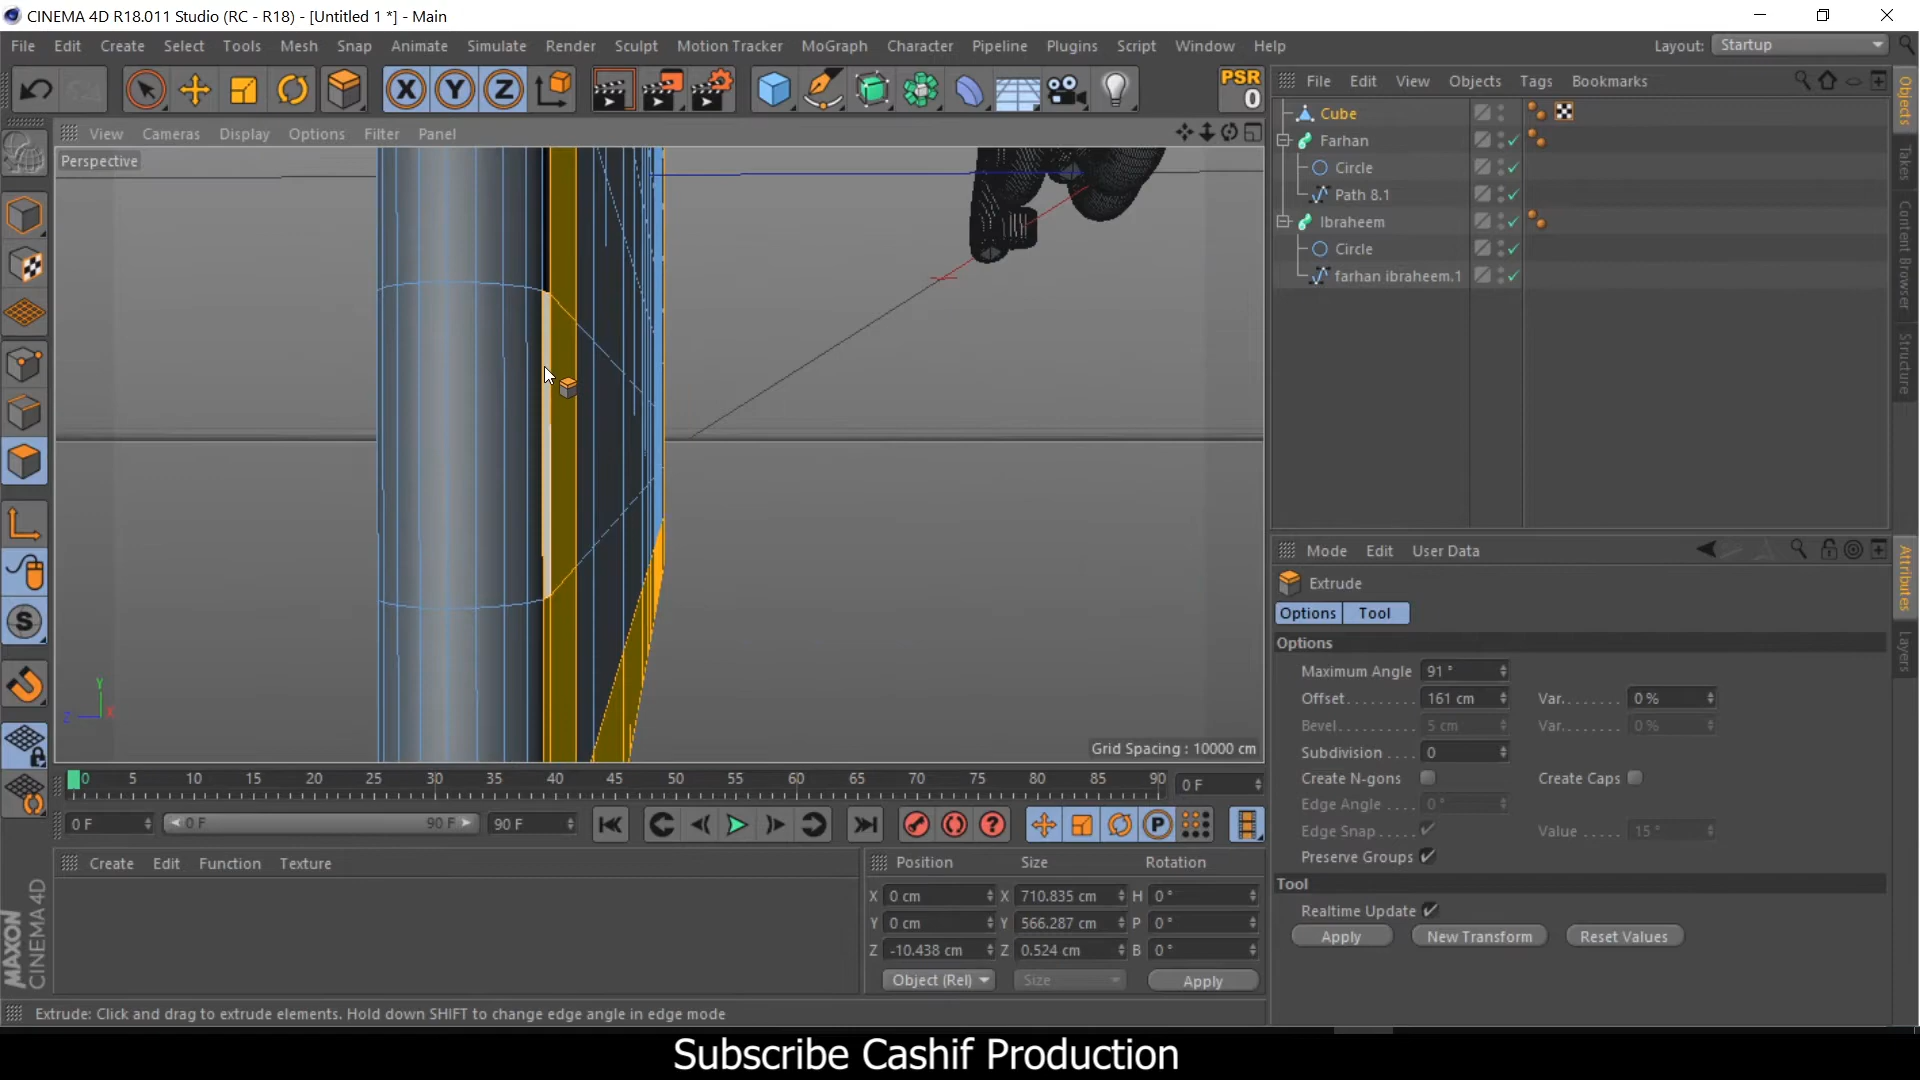 CINEMA 4D R18.011 Studio (RC - R18) - [Untitled 1 *] - Main
File Edit Create Select Tools Mesh Snap Animate Simulate Render Sculpt Motion Tracker MoGraph Character Pipeline Plugins Script Window Help Layout: Startup
X Y Z PSR 0
File Edit View Objects Tags Bookmarks
View Cameras Display Options Filter Panel
Perspective
Cube
Farhan
Circle
Path 8.1
Ibraheem
Circle
farhan ibraheem.1
Objects
Takes
Content Browser
Structure
Mode Edit User Data
Extrude
Options Tool
Options
Maximum Angle 91 °
Offset......... 161 cm Var....... 0 %
Bevel.......... 5 cm Var....... 0 %
Subdivision .... 0
Create N-gons Create Caps
Edge Angle .... 0 °
Edge Snap..... Value ..... 15 °
Preserve Groups
Tool
Realtime Update
Apply New Transform Reset Values
Attributes
Layers
Y
Z X
Grid Spacing : 10000 cm
0 5 10 15 20 25 30 35 40 45 50 55 60 65 70 75 80 85 90 0 F
0 F 0 F 90 F 90 F
Create Edit Function Texture
Position Size Rotation
X 0 cm X 710.835 cm H 0 °
Y 0 cm Y 566.287 cm P 0 °
Z -10.438 cm Z 0.524 cm B 0 °
Object (Rel) Size Apply
MAXON
CINEMA 4D
Extrude: Click and drag to extrude elements. Hold down SHIFT to change edge angle in edge mode
Subscribe Cashif Production